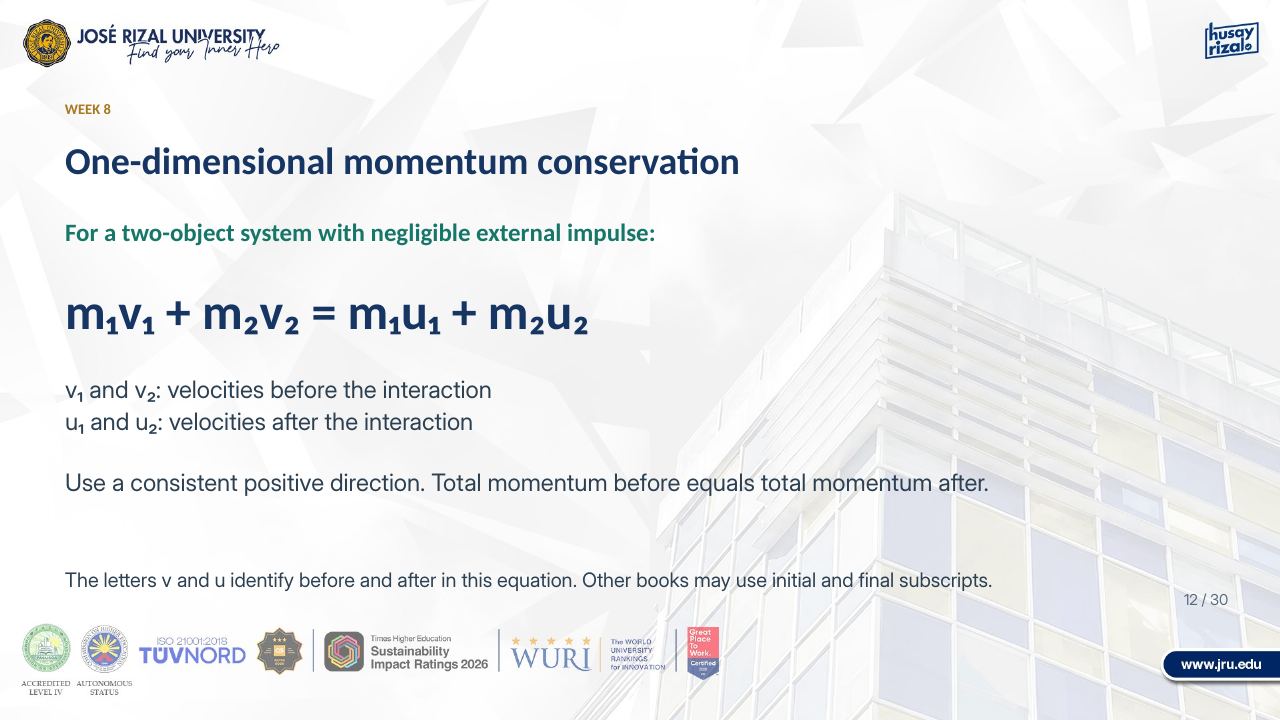 JOSÉ RIZAL UNIVERSITY
Find your Inner Hero
husay
rizal
WEEK 8
One-dimensional momentum conservation
For a two-object system with negligible external impulse:
m₁v₁ + m₂v₂ = m₁u₁ + m₂u₂
v₁ and v₂: velocities before the interaction
u₁ and u₂: velocities after the interaction
Use a consistent positive direction. Total momentum before equals total momentum after.
The letters v and u identify before and after in this equation. Other books may use initial and final subscripts.
12 / 30
ACCREDITED
LEVEL IV
AUTONOMOUS
STATUS
ISO 21001:2018
TÜVNORD
Times Higher Education
Sustainability
Impact Ratings 2026
WURI
The WORLD
UNIVERSITY
RANKINGS
for INNOVATION
Great
Place
To
Work.
Certified
www.jru.edu